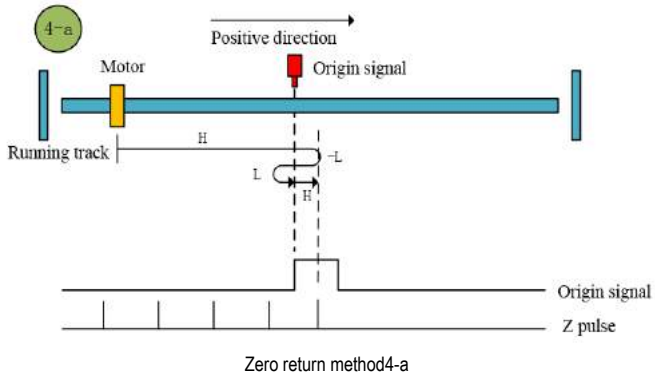 4-a
Positive direction
Motor
Origin signal
Running track
H
-L
L
H
Origin signal
Z pulse
Zero return method4-a